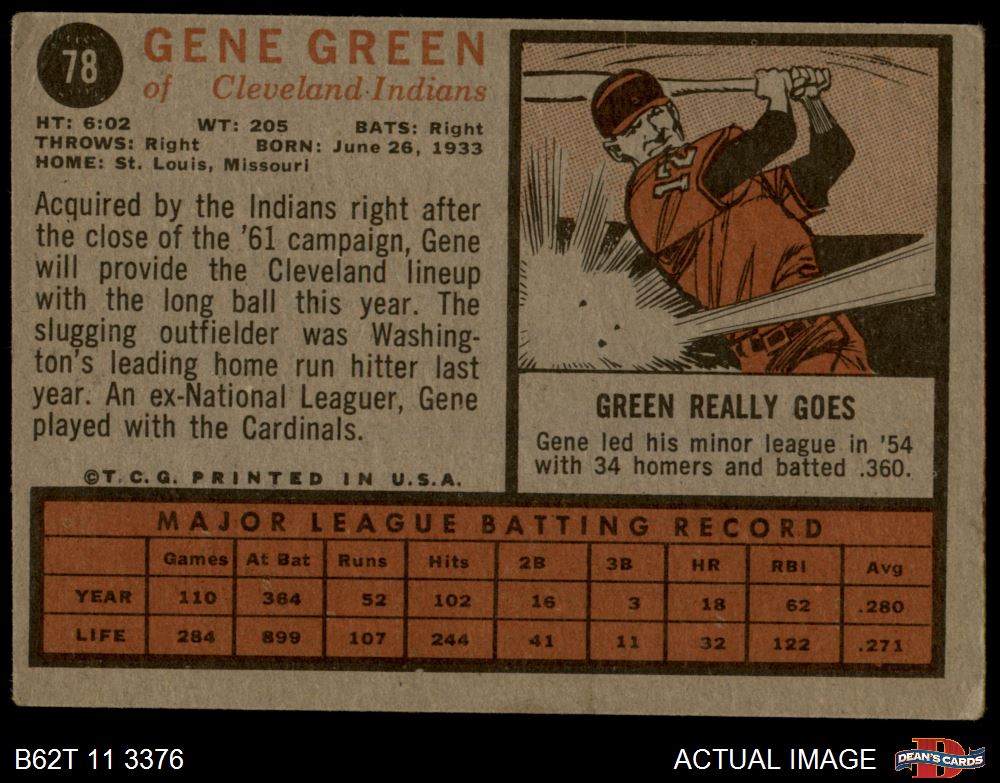 78
GENE GREEN
of Cleveland Indians
HT: 6:02 WT: 205 BATS: Right
THROWS: Right BORN: June 26, 1933
HOME: St. Louis, Missouri
Acquired by the Indians right after
the close of the '61 campaign, Gene
will provide the Cleveland lineup
with the long ball this year. The
slugging outfielder was Washing-
ton's leading home run hitter last
year. An ex-National Leaguer, Gene
played with the Cardinals.
©T.C.G. PRINTED IN U.S.A.
12
GREEN REALLY GOES
Gene led his minor league in '54
with 34 homers and batted .360.
MAJOR LEAGUE BATTING RECORD
Games At Bat Runs Hits 2B 3B HR RBI Avg
YEAR 110 364 52 102 16 3 18 62 .280
LIFE 284 899 107 244 41 11 32 122 .271
B62T 11 3376
ACTUAL IMAGE
D
DEAN'S CARDS